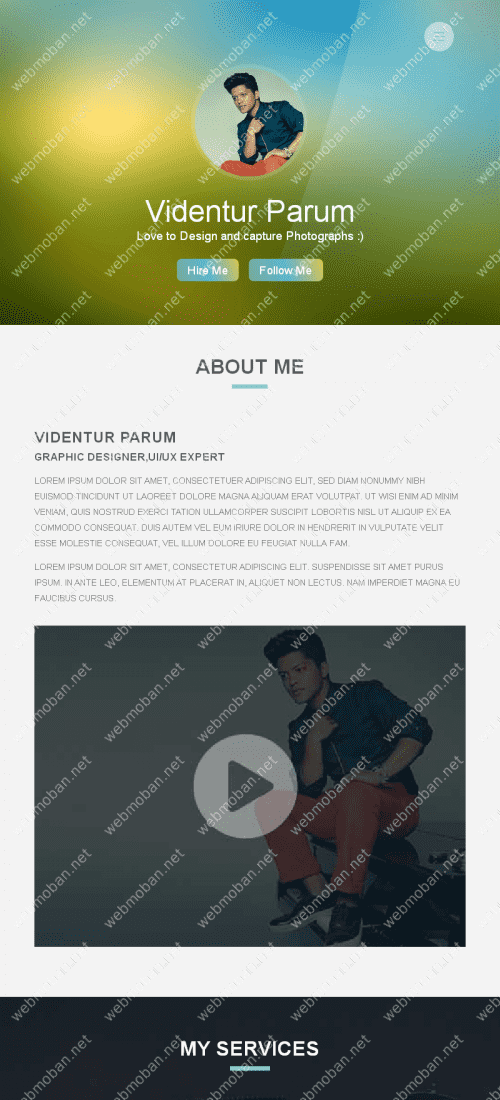 Videntur Parum
Love to Design and capture Photographs :)
Hire Me
Follow Me
ABOUT ME
VIDENTUR PARUM
GRAPHIC DESIGNER,UI/UX EXPERT
LOREM IPSUM DOLOR SIT AMET, CONSECTETUER ADIPISCING ELIT, SED DIAM NONUMMY NIBH
EUISMOD TINCIDUNT UT LAOREET DOLORE MAGNA ALIQUAM ERAT VOLUTPAT. UT WISI ENIM AD MINIM
VENIAM, QUIS NOSTRUD EXERCI TATION ULLAMCORPER SUSCIPIT LOBORTIS NISL UT ALIQUIP EX EA
COMMODO CONSEQUAT. DUIS AUTEM VEL EUM IRIURE DOLOR IN HENDRERIT IN VULPUTATE VELIT
ESSE MOLESTIE CONSEQUAT, VEL ILLUM DOLORE EU FEUGIAT NULLA FAM.
LOREM IPSUM DOLOR SIT AMET, CONSECTETUR ADIPISCING ELIT. SUSPENDISSE SIT AMET PURUS
IPSUM. IN ANTE LEO, ELEMENTUM AT PLACERAT IN, ALIQUET NON LECTUS. NAM IMPERDIET MAGNA EU
FAUCIBUS CURSUS.
MY SERVICES
webmoban.net